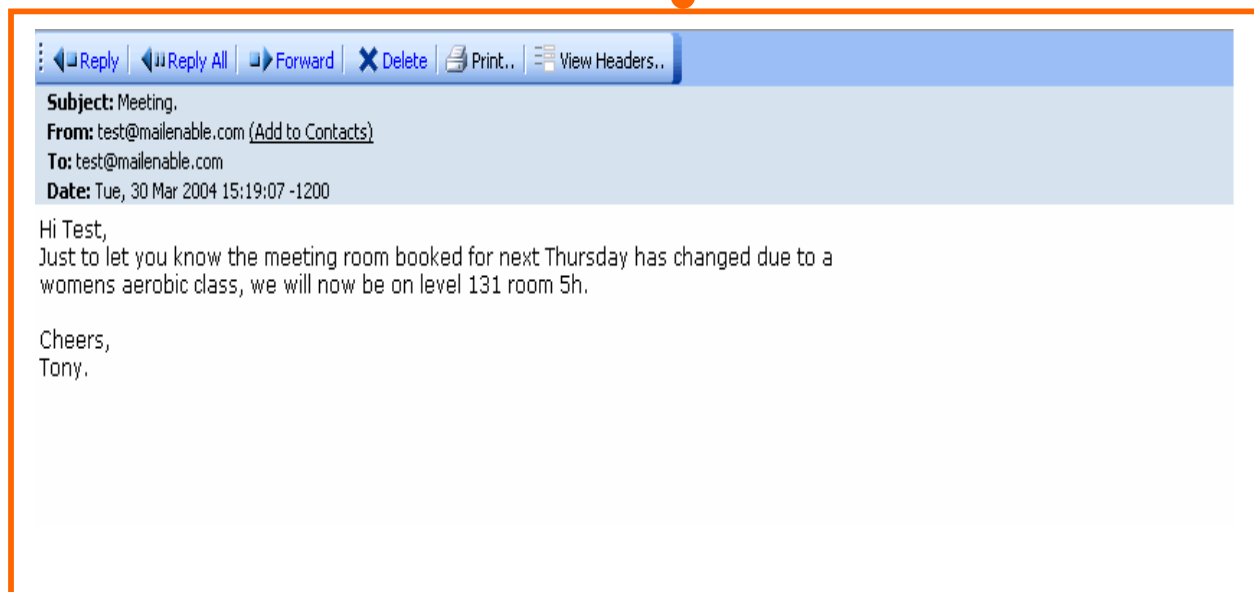 Reply Reply All Forward Delete Print.. View Headers..
Subject: Meeting.
From: test@mailenable.com (Add to Contacts)
To: test@mailenable.com
Date: Tue, 30 Mar 2004 15:19:07 -1200
Hi Test,
Just to let you know the meeting room booked for next Thursday has changed due to a
womens aerobic class, we will now be on level 131 room 5h.
Cheers,
Tony.